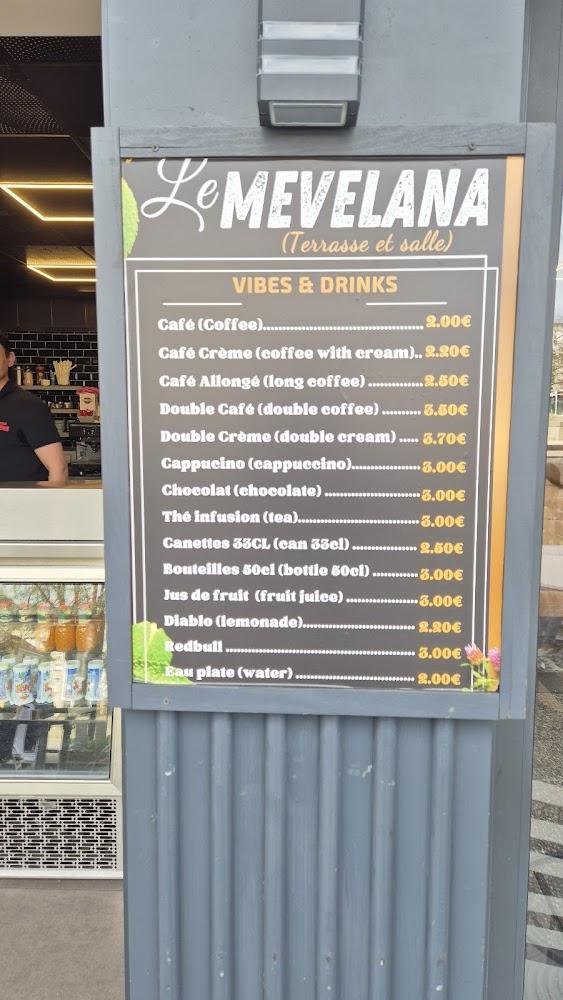 Le MEVELANA
(Terrasse et salle)
VIBES & DRINKS
Café (Coffee)........................................ 2.00€
Café Crème (coffee with cream).. 2.20€
Café Allongé (long coffee) .............. 2.50€
Double Café (double coffee) .......... 3.50€
Double Crème (double cream) ..... 3.70€
Cappucino (cappuccino)................. 3.00€
Chocolat (chocolate) ........................ 3.00€
Thé infusion (tea).............................. 3.00€
Canettes 33CL (can 33cl) ................ 2.50€
Bouteilles 50cl (bottle 50cl) ........... 3.00€
Jus de fruit (fruit juice) ................. 3.00€
Diablo (lemonade)............................ 2.20€
Redbull ............................................... 3.00€
Eau plate (water) .............................. 2.00€